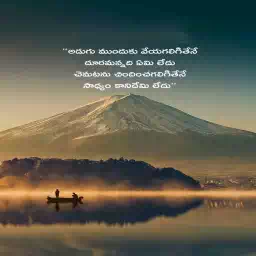 “అడుగు ముందుకు వేయగలిగితేనే
దూరమన్నది ఏమి లేదు
చెమటను చిందించగలిగితేనే
సాధ్యం కానిదేమి లేదు”